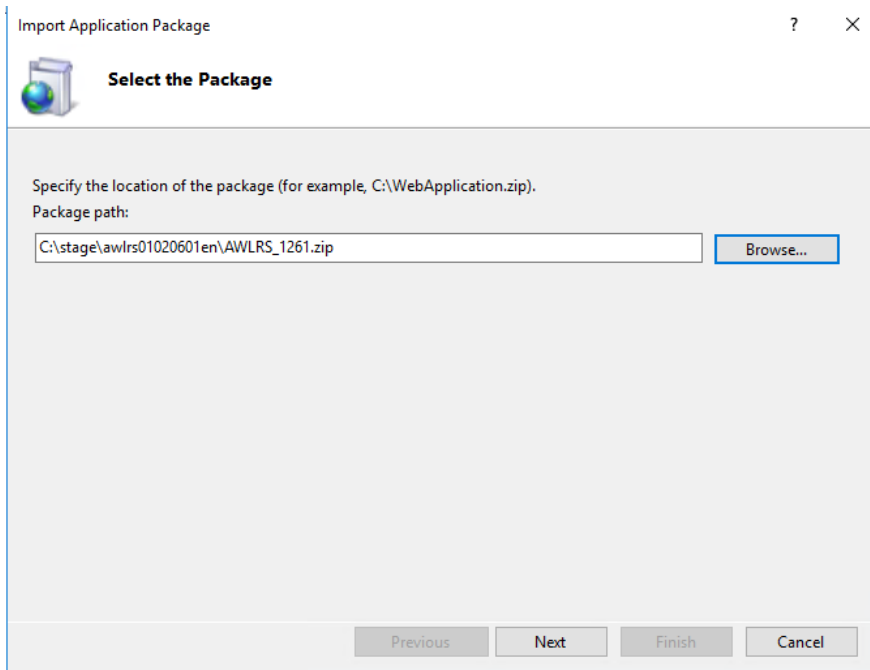 Import Application Package
?
Select the Package
Specify the location of the package (for example, C:\WebApplication.zip).
Package path:
C:\stage\awlrs01020601en\AWLRS_1261.zip
Browse...
Previous
Next
Finish
Cancel